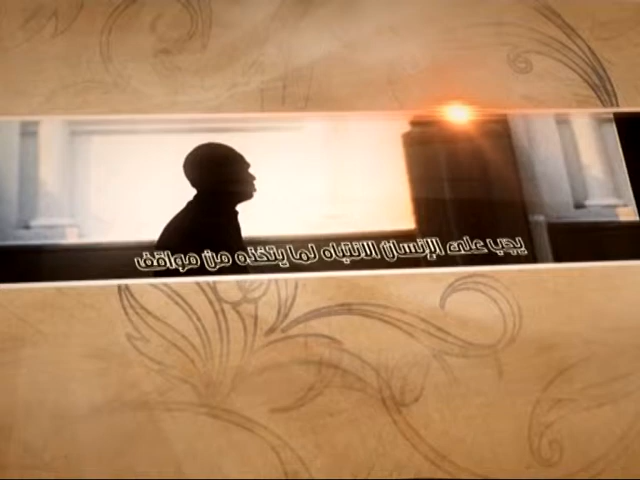 يجب على الإنسان الانتباه لما يتخذه من مواقف